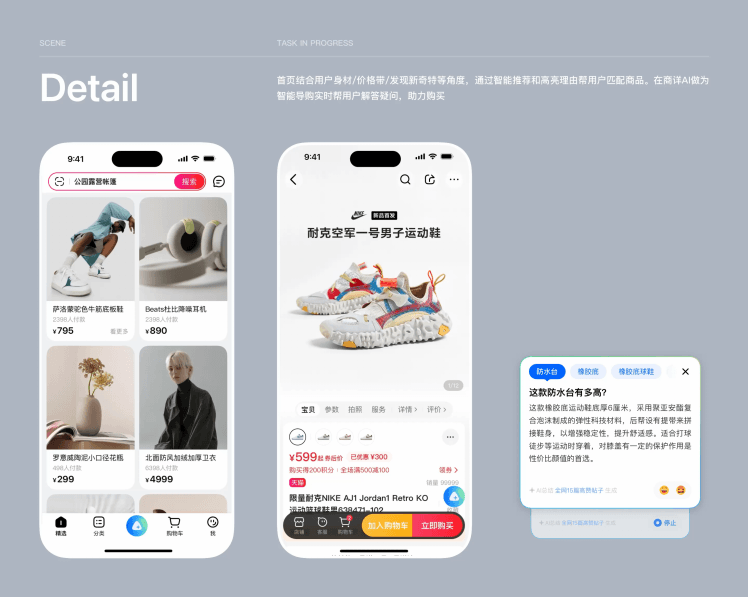 SCENE
TASK IN PROGRESS
Detail
首页结合用户身材/价格带/发现新奇特等角度，通过智能推荐和高亮理由帮用户匹配商品。在商详AI做为
智能导购实时帮用户解答疑问，助力购买
9:41
公园露营帐篷
搜索
萨洛蒙驼色牛筋底板鞋
2398人付款
¥795
看更多
Beats杜比降噪耳机
2398人付款
¥890
罗意威陶泥小口径花瓶
496人付款
¥299
北面防风加绒加厚卫衣
6398人付款
¥4999
精选
分类
购物车
我
9:41
新品首发
耐克空军一号男子运动鞋
1/13
宝贝
参数
拍照
服务
详情
评价
¥599起 券后价
已优惠 ¥300
购买得200积分
全场满500减100
领券
天猫
销量 99999
限量耐克NIKE AJ1 Jordan1 Retro KO
运动篮球鞋男638471-102
店铺
客服
购物车
加入购物车
立即购买
防水台
橡胶底
橡胶底球鞋
这款防水台有多高?
这款橡胶底运动鞋底厚6厘米，采用聚亚安酯复
合泡沫制成的弹性科技材料，后帮设有提带来拼
接鞋身，以增强稳定性，提升舒适感。适合打球
徒步等运动时穿着，对膝盖有一定的保护作用是
性价比颜值的首选。
AI总结 全网15篇高赞帖子 生成
AI总结 全网15篇高赞帖子 生成
停止